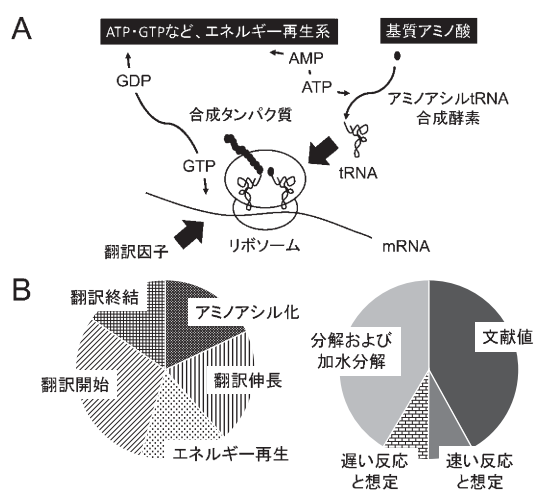 A
ATP・GTPなど、エネルギー再生系
基質アミノ酸
AMP
GDP
ATP
アミノアシルtRNA
合成酵素
合成タンパク質
GTP
tRNA
翻訳因子
リボソーム
mRNA
B
翻訳終結
アミノアシル化
翻訳開始
翻訳伸長
エネルギー再生
分解および
加水分解
文献値
遅い反応
と想定
速い反応
と想定